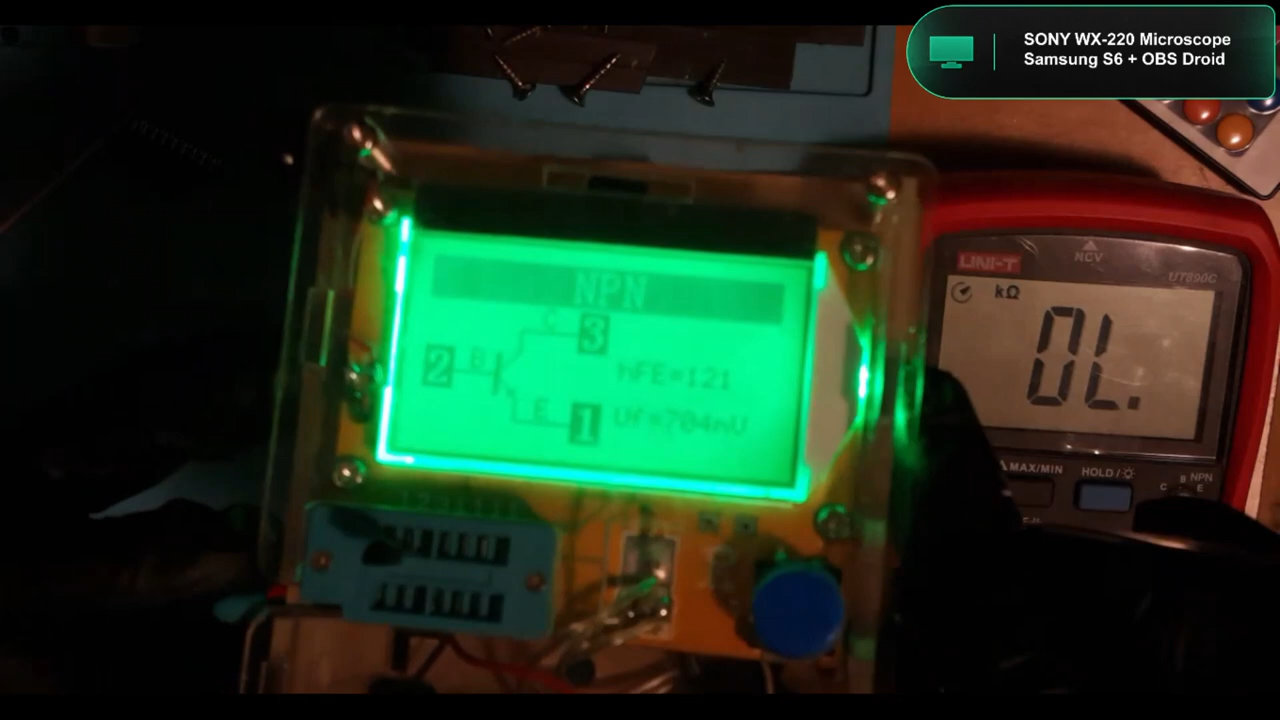 SONY WX-220 Microscope
Samsung S6 + OBS Droid
NPN
C
3
2
B
hFE=121
E
1
Uf=704mV
UNI-T
NCV
UT890C
kΩ
OL.
MAX/MIN
HOLD/
C B NPN E